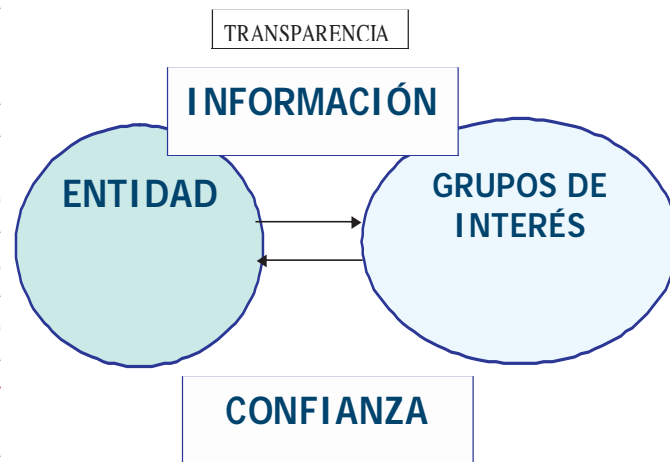 TRANSPARENCIA
INFORMACIÓN
ENTIDAD
GRUPOS DE
INTERÉS
CONFIANZA